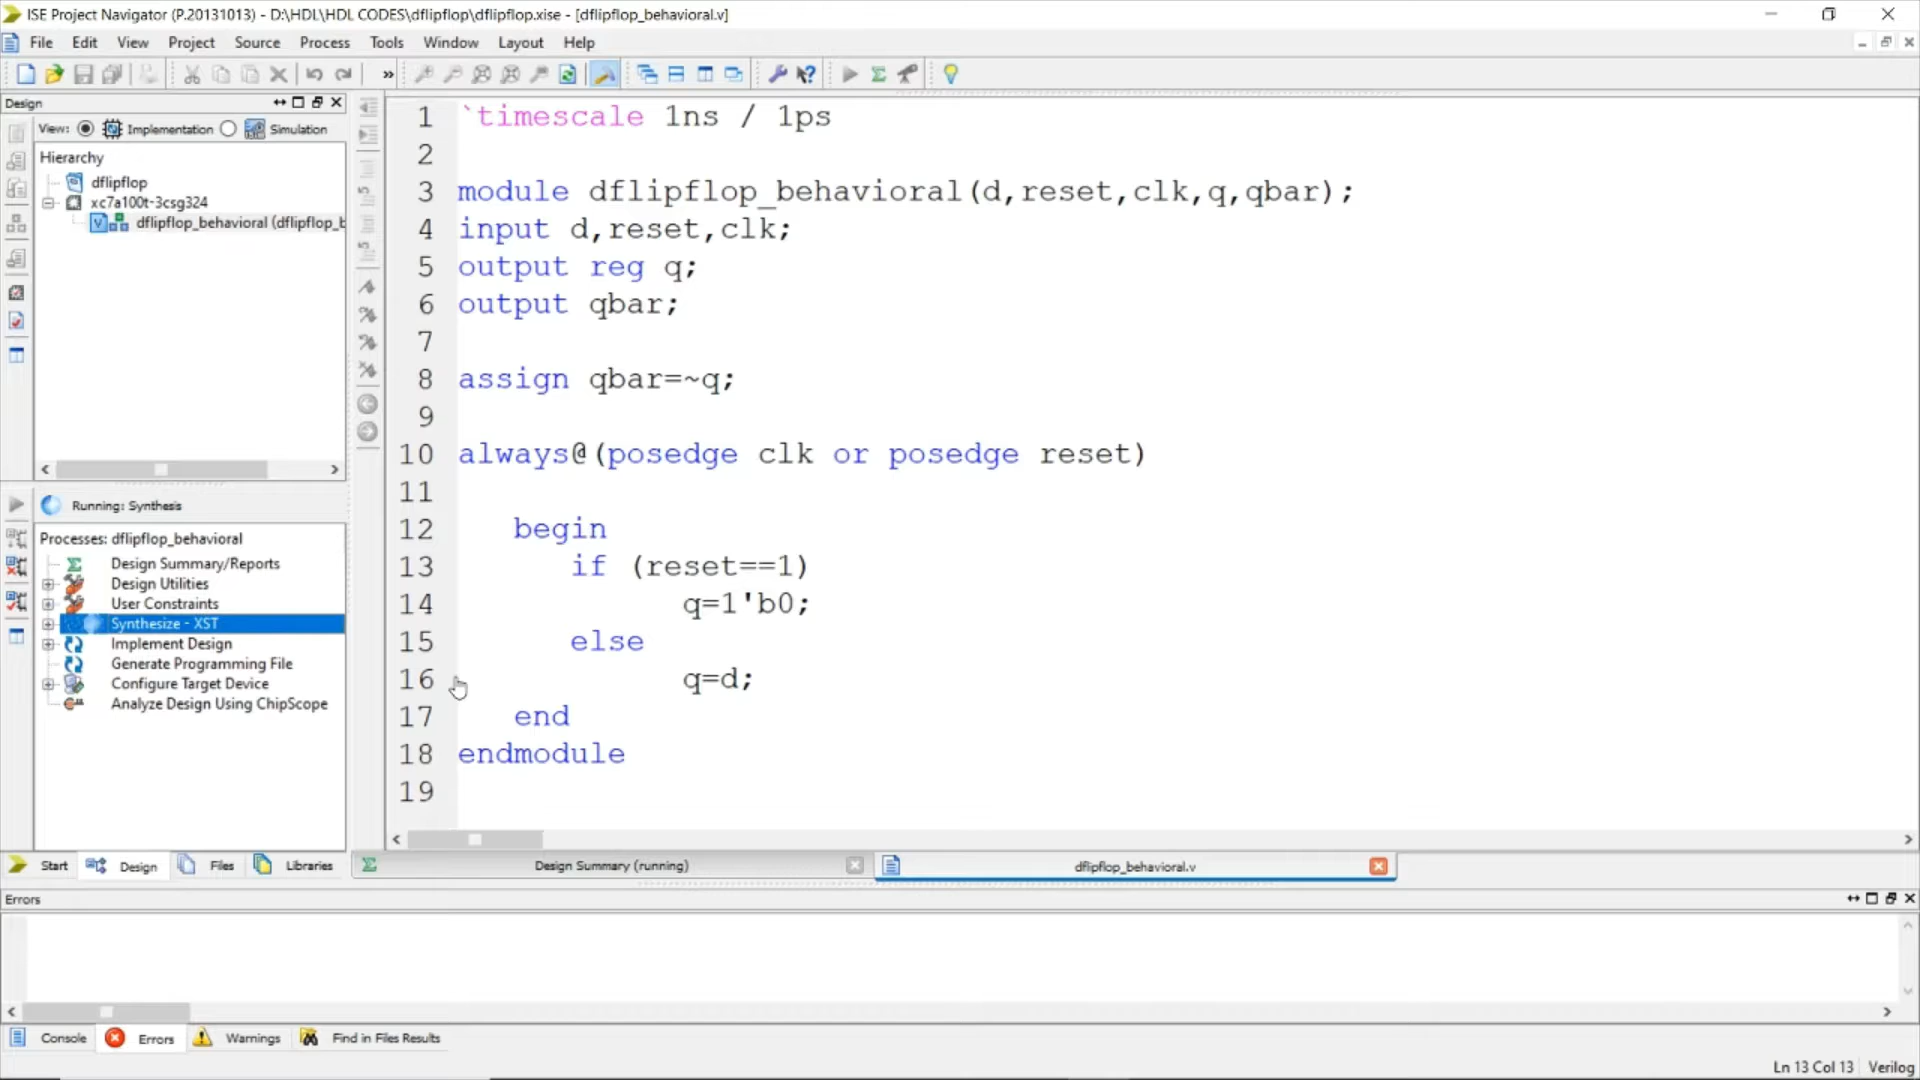 ISE Project Navigator (P.20131013) - D:\HDL\HDL CODES\dflipflop\dflipflop.xise - [dflipflop_behavioral.v]
File Edit View Project Source Process Tools Window Layout Help
»
Design
View: Implementation Simulation
Hierarchy
dflipflop
xc7a100t-3csg324
dflipflop_behavioral (dflipflop_b
Running: Synthesis
Processes: dflipflop_behavioral
Design Summary/Reports
Design Utilities
User Constraints
Synthesize - XST
Implement Design
Generate Programming File
Configure Target Device
Analyze Design Using ChipScope
Start Design Files Libraries
1 `timescale 1ns / 1ps
2
3 module dflipflop_behavioral(d,reset,clk,q,qbar);
4 input d,reset,clk;
5 output reg q;
6 output qbar;
7
8 assign qbar=~q;
9
10 always@(posedge clk or posedge reset)
11
12 begin
13 if (reset==1)
14 q=1'b0;
15 else
16 q=d;
17 end
18 endmodule
19
Design Summary (running) dflipflop_behavioral.v
Errors
Console Errors Warnings Find in Files Results
Ln 13 Col 13 Verilog